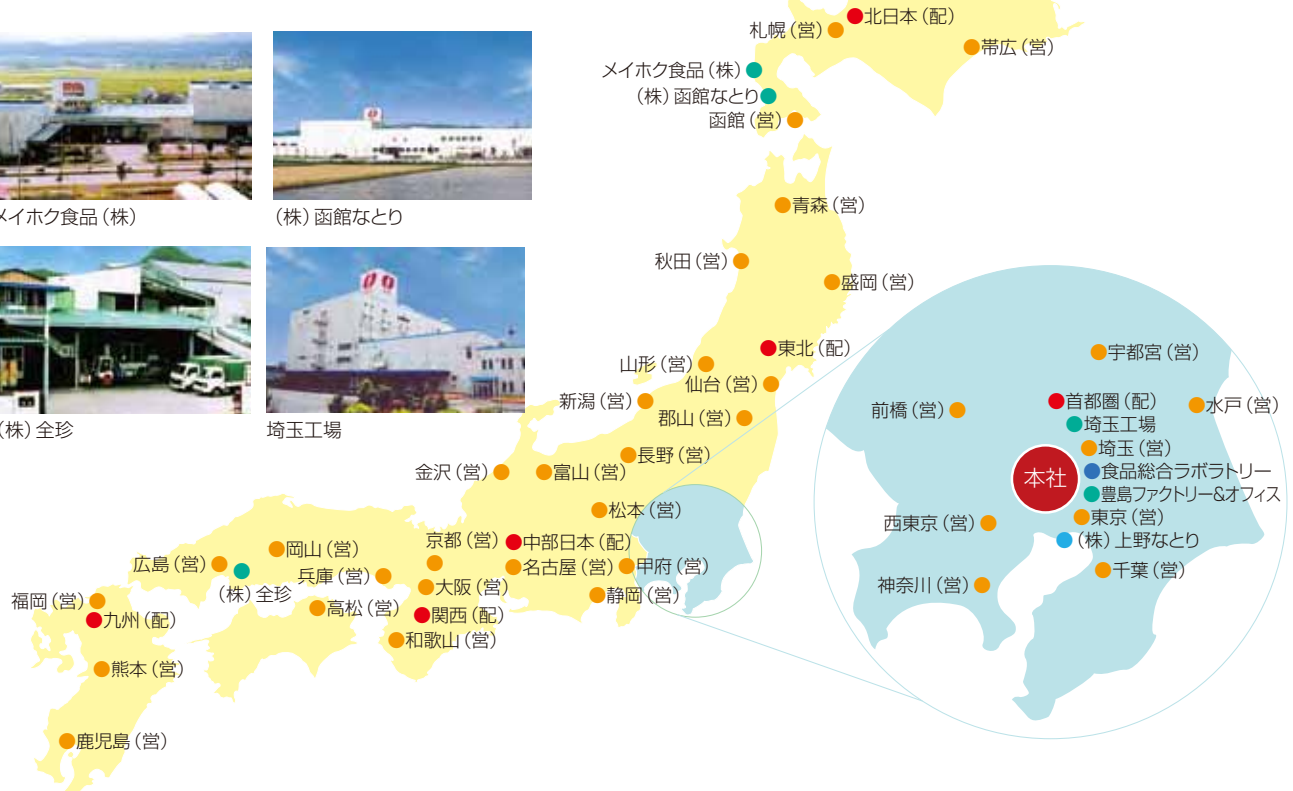 メイホク食品(株)
(株)函館なとり
(株)全珍
埼玉工場
北日本(配)
札幌(営)
帯広(営)
メイホク食品(株)
(株)函館なとり
函館(営)
青森(営)
秋田(営)
盛岡(営)
東北(配)
山形(営)
仙台(営)
新潟(営)
郡山(営)
長野(営)
金沢(営)
富山(営)
松本(営)
京都(営)
中部日本(配)
岡山(営)
広島(営)
兵庫(営)
名古屋(営)
甲府(営)
(株)全珍
大阪(営)
静岡(営)
福岡(営)
高松(営)
九州(配)
関西(配)
和歌山(営)
熊本(営)
鹿児島(営)
宇都宮(営)
首都圏(配)
前橋(営)
水戸(営)
埼玉工場
埼玉(営)
本社
食品総合ラボラトリー
豊島ファクトリー&オフィス
東京(営)
西東京(営)
(株)上野なとり
千葉(営)
神奈川(営)